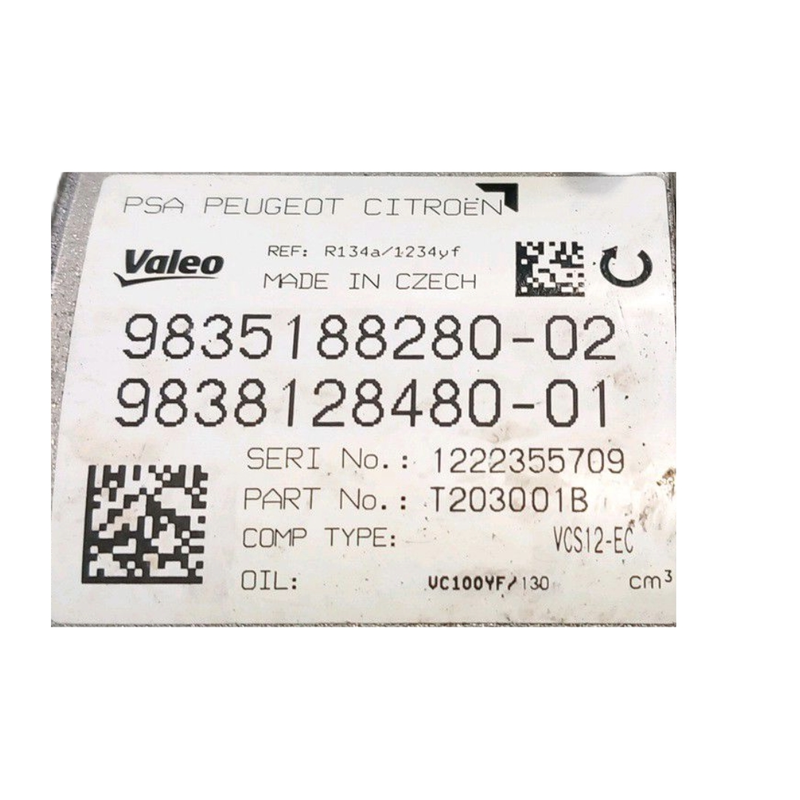 PSA PEUGEOT CITROËN
Valeo
REF: R134a/1234yf
MADE IN CZECH
9835188280-02
9838128480-01
SERI No.: 1222355709
PART No.: T203001B
COMP TYPE: VCS12-EC
OIL: VC100YF/130 cm³